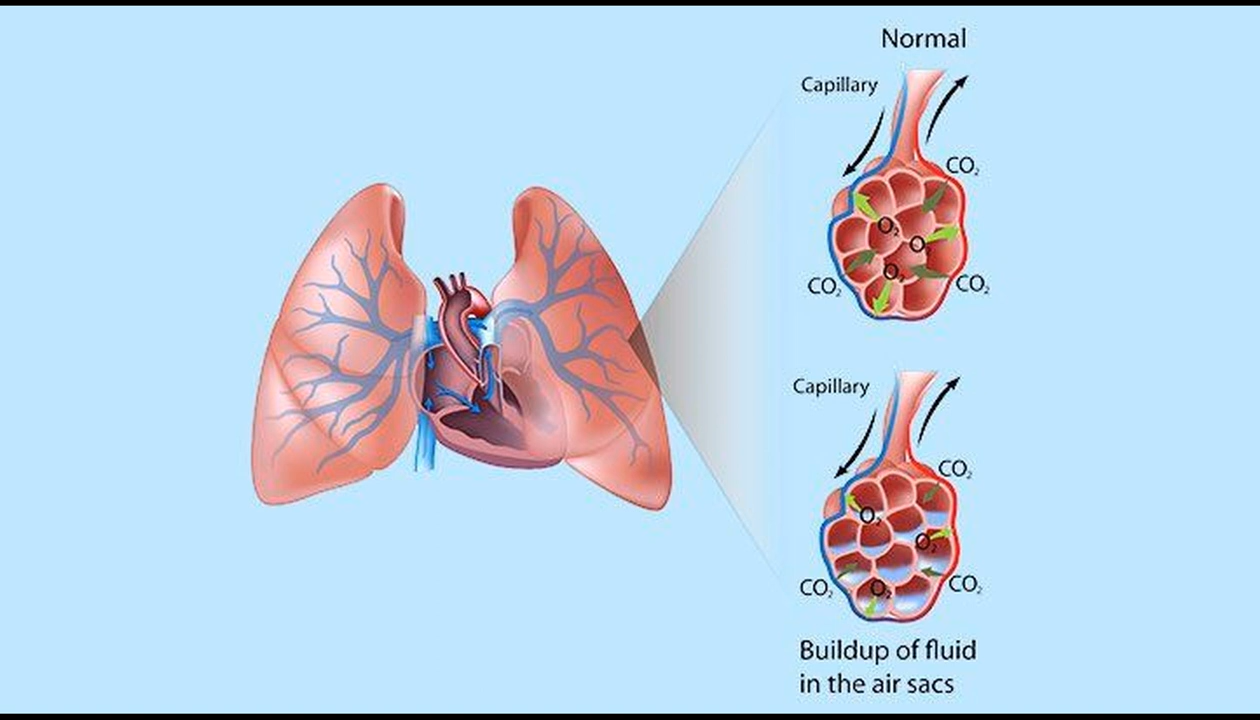 Normal
Capillary
CO₂
O₂
O₂
O₂
CO₂
CO₂
Capillary
CO₂
O₂
O₂
CO₂
O₂
CO₂
Buildup of fluid
in the air sacs